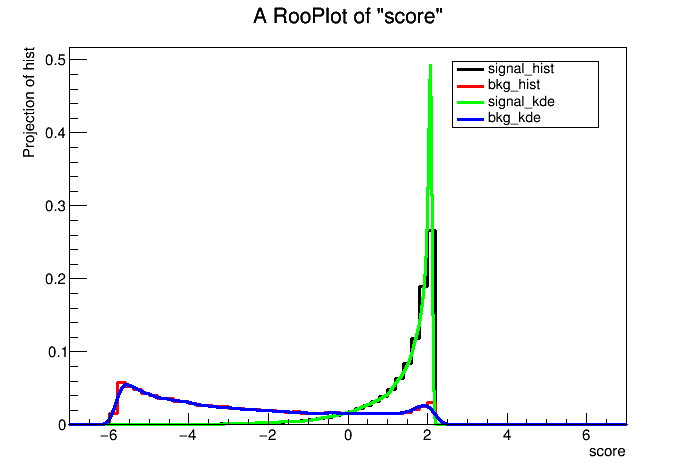 A RooPlot of "score"
Projection of hist
0.5
0.4
0.3
0.2
0.1
0
signal_hist
bkg_hist
signal_kde
bkg_kde
−6 −4 −2 0 2 4 6
score